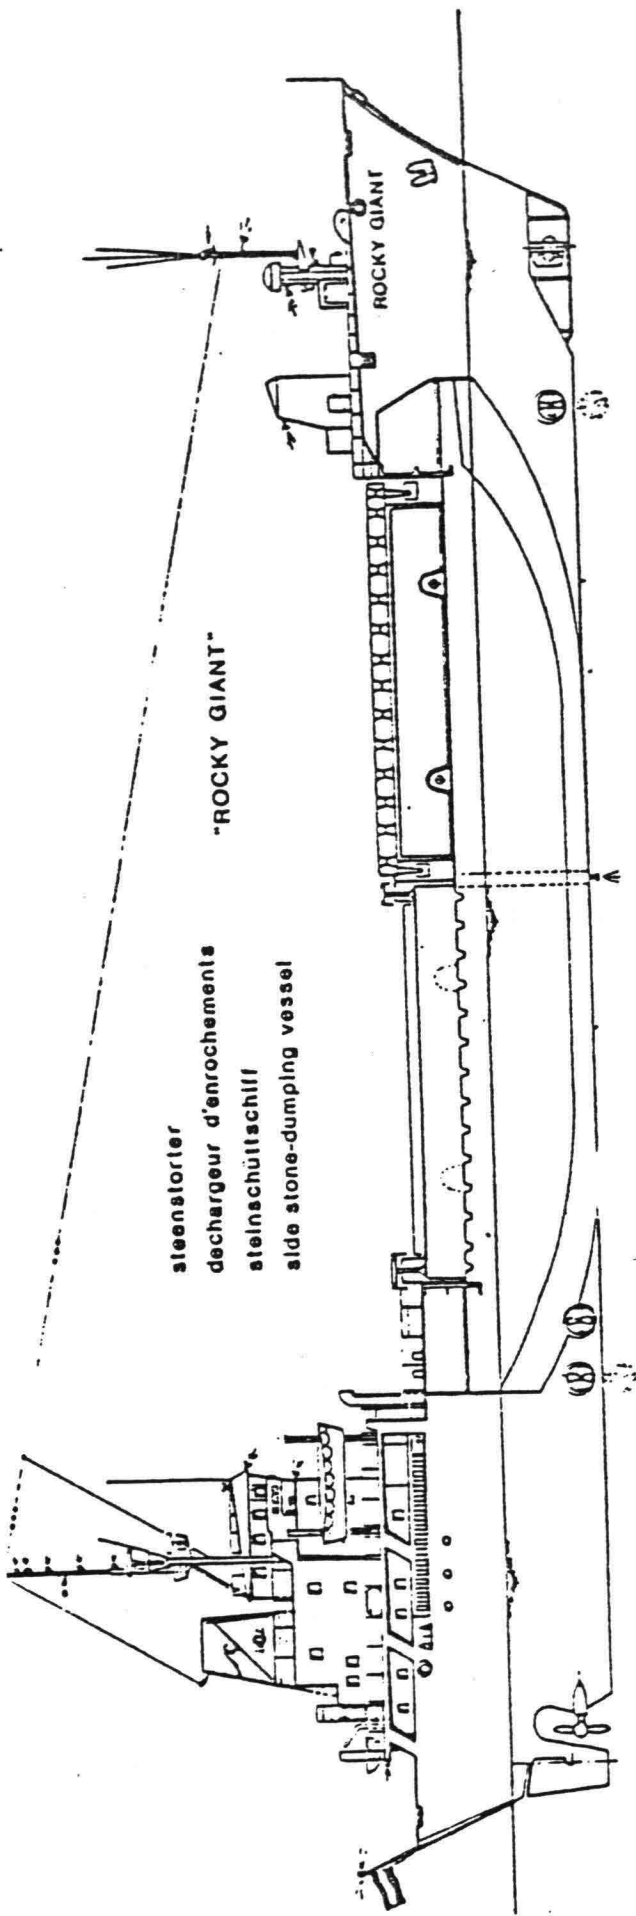 "ROCKY GIANT"
steenstorter
dechargeur d'enrochements
steinschüttschiff
side stone-dumping vessel
ROCKY GIANT